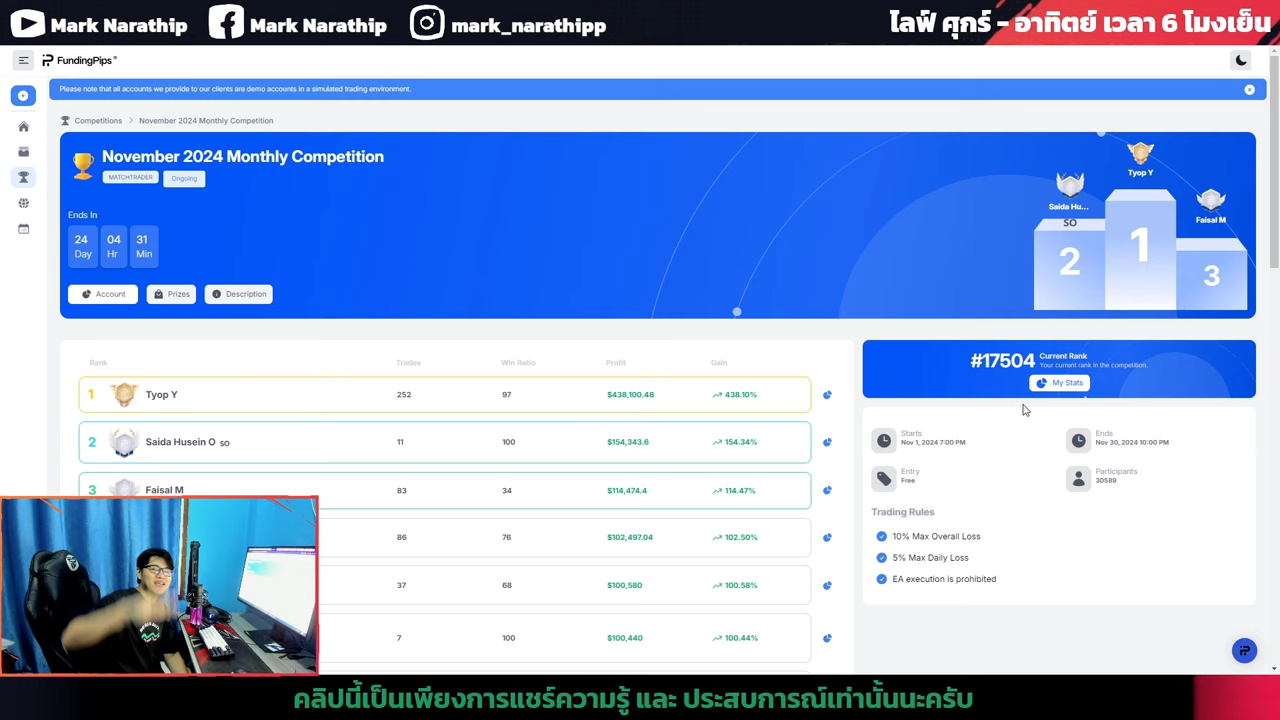 Mark Narathip
Mark Narathip
mark_narathipp
ไลฟ์ ศุกร์ - อาทิตย์ เวลา 6 โมงเย็น
FundingPips
Please note that all accounts we provide to our clients are demo accounts in a simulated trading environment.
Competitions > November 2024 Monthly Competition
November 2024 Monthly Competition
MATCHTRADER
Ongoing
Ends In
24 04 31
Day Hr Min
Account
Prizes
Description
Tyop Y
Saida Hu...
SO
Faisal M
1
2
3
Rank Trades Win Ratio Profit Gain
1 Tyop Y 252 97 $438,100.48 438.10%
2 Saida Husein O SO 11 100 $154,343.6 154.34%
3 Faisal M 83 34 $114,474.4 114.47%
86 76 $102,497.04 102.50%
37 68 $100,580 100.58%
7 100 $100,440 100.44%
#17504 Current Rank
Your current rank in the competition.
My Stats
Starts
Nov 1, 2024 7:00 PM
Ends
Nov 30, 2024 10:00 PM
Entry
Free
Participants
30589
Trading Rules
10% Max Overall Loss
5% Max Daily Loss
EA execution is prohibited
คลิปนี้เป็นเพียงการแชร์ความรู้ และ ประสบการณ์เท่านั้นนะครับ